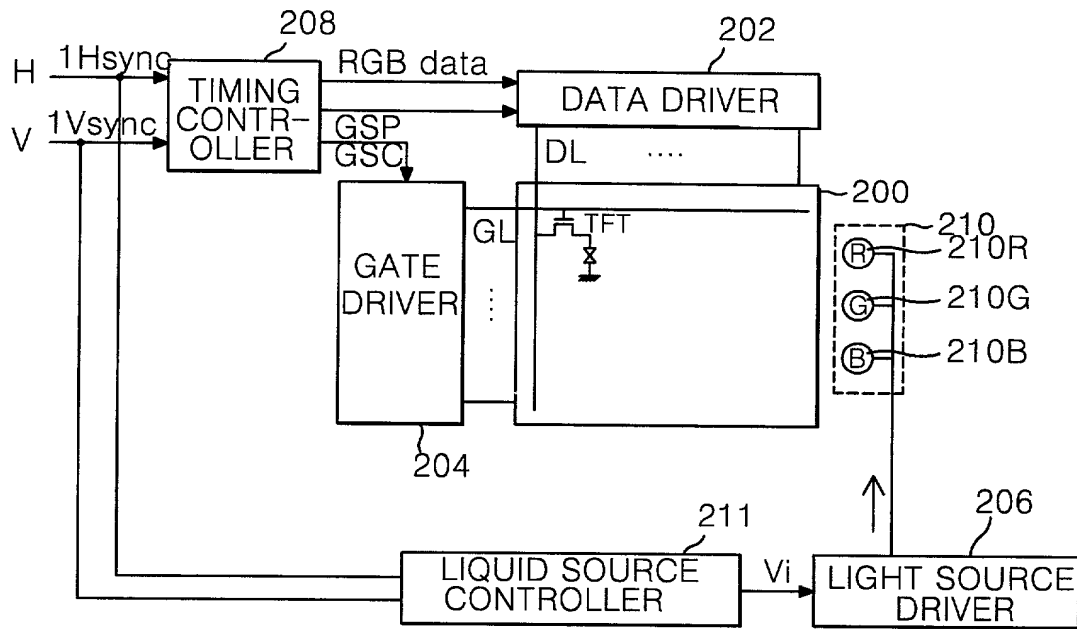 208
202
H
1Hsync
RGB data
TIMING
CONTR-
OLLER
DATA DRIVER
V
1Vsync
GSP
GSC
DL
....
200
GL
TFT
210
R
210R
GATE
DRIVER
....
G
210G
B
210B
204
211
206
LIQUID SOURCE
CONTROLLER
Vi
LIGHT SOURCE
DRIVER